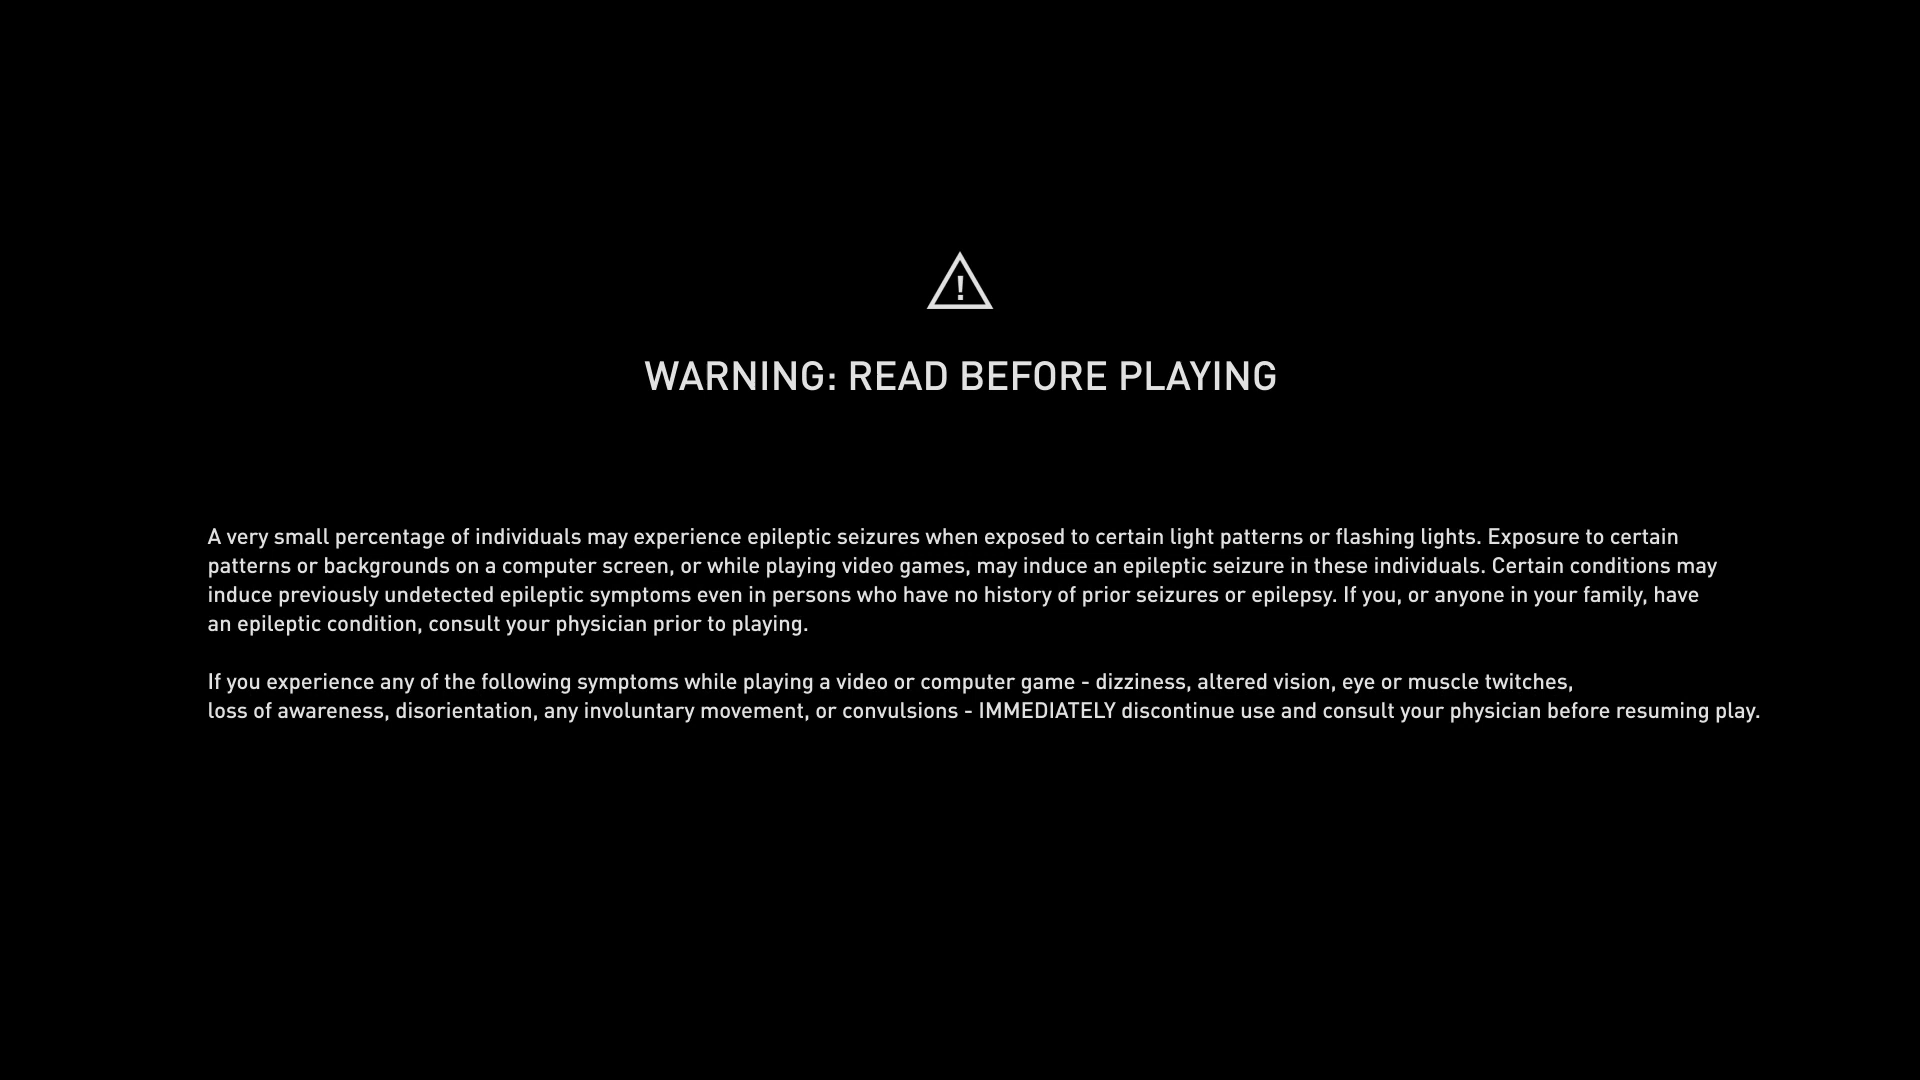 WARNING: READ BEFORE PLAYING
A very small percentage of individuals may experience epileptic seizures when exposed to certain light patterns or flashing lights. Exposure to certain
patterns or backgrounds on a computer screen, or while playing video games, may induce an epileptic seizure in these individuals. Certain conditions may
induce previously undetected epileptic symptoms even in persons who have no history of prior seizures or epilepsy. If you, or anyone in your family, have
an epileptic condition, consult your physician prior to playing.
If you experience any of the following symptoms while playing a video or computer game - dizziness, altered vision, eye or muscle twitches,
loss of awareness, disorientation, any involuntary movement, or convulsions - IMMEDIATELY discontinue use and consult your physician before resuming play.